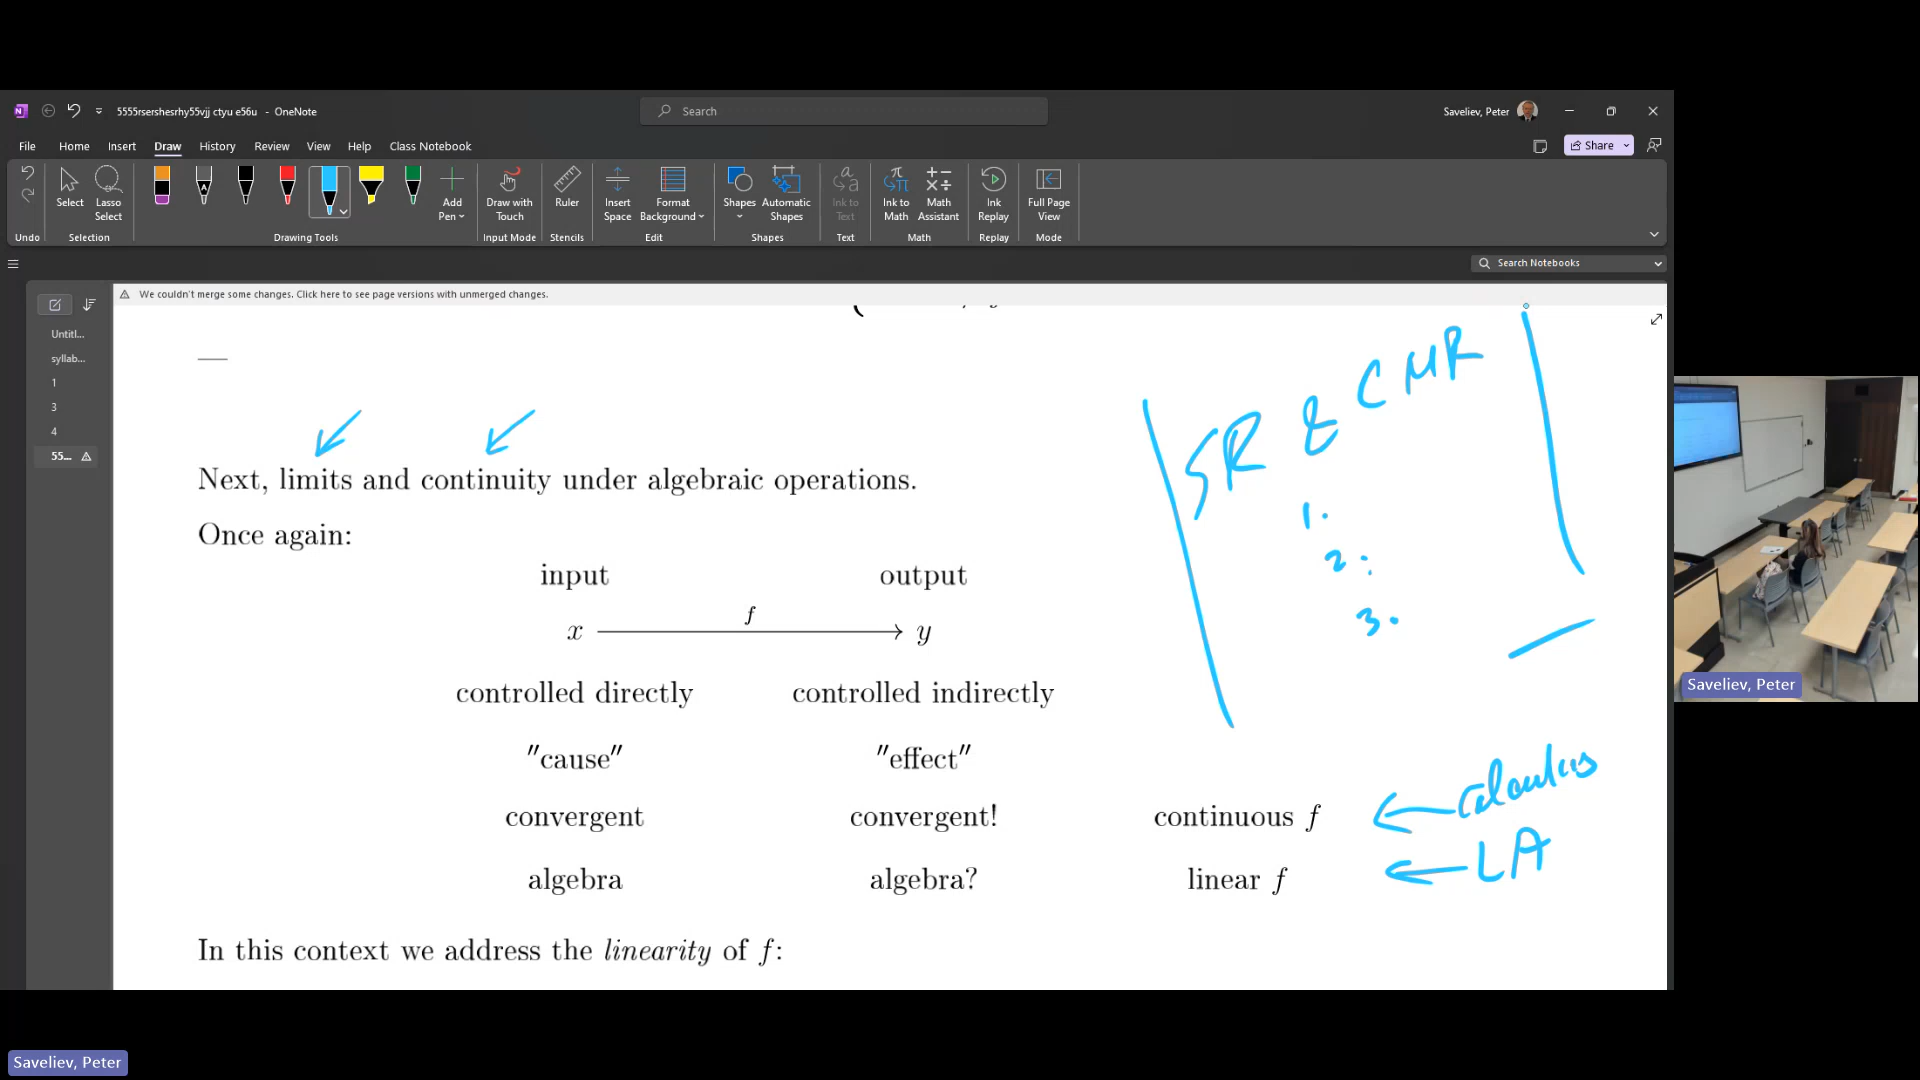 5555rsershesrhy55vjj ctyu e56u - OneNote
Search
Saveliev, Peter
File Home Insert Draw History Review View Help Class Notebook
Share
Select
Lasso Select
Add Pen
Draw with Touch
Ruler
Insert Space
Format Background
Shapes
Automatic Shapes
Ink to Text
Ink to Math
Math Assistant
Ink Replay
Full Page View
Undo Selection Drawing Tools Input Mode Stencils Edit Shapes Text Math Replay Mode
Search Notebooks
We couldn't merge some changes. Click here to see page versions with unmerged changes.
Untitl...
syllab...
1
3
4
55...
SR & CMR
1.
2.
3.
Next, limits and continuity under algebraic operations.
Once again:
input output
f
x y
controlled directly controlled indirectly
"cause" "effect"
convergent convergent! continuous f calculus
algebra algebra? linear f LA
In this context we address the linearity of f:
Saveliev, Peter
Saveliev, Peter